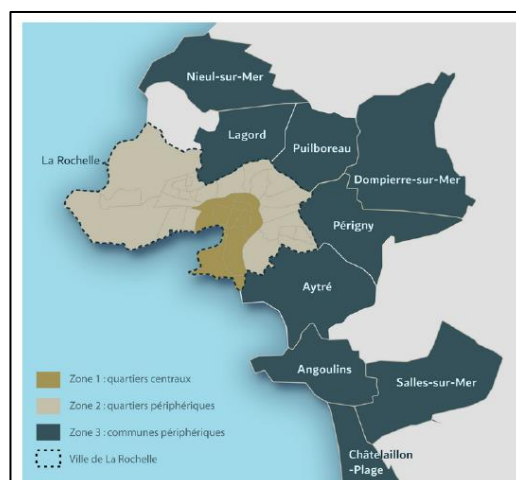 Nieul-sur-Mer
Lagord
Puilboreau
La Rochelle
Dompierre-sur-Mer
Périgny
Aytré
Angoulins
Salles-sur-Mer
Châtelaillon
-Plage
Zone 1 : quartiers centraux
Zone 2 : quartiers périphériques
Zone 3 : communes périphériques
Ville de La Rochelle